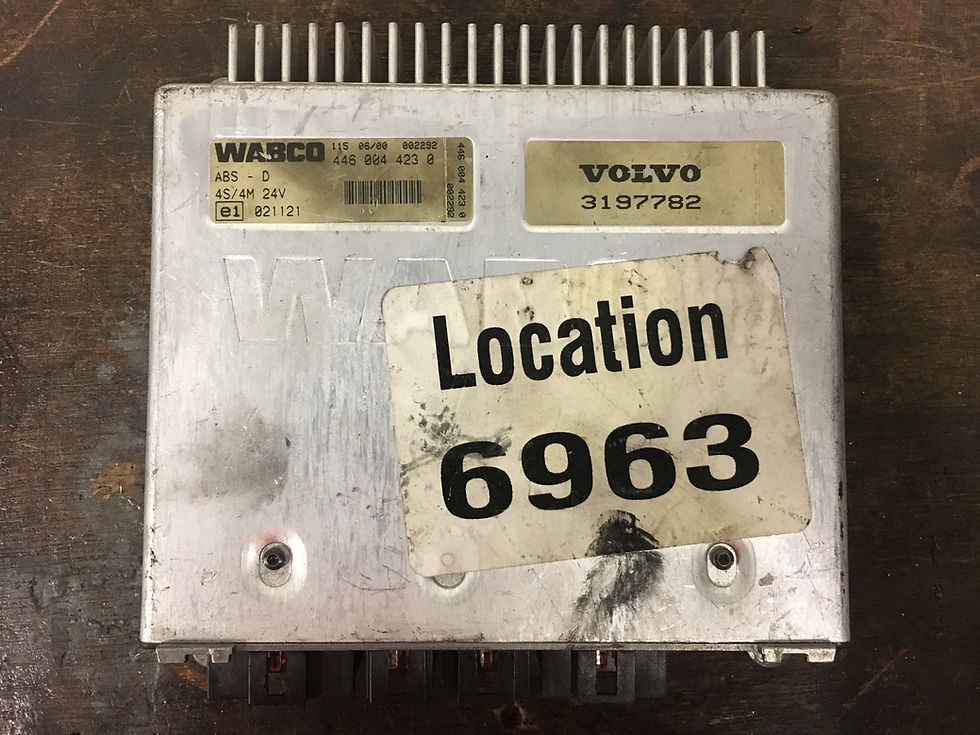 WABCO 115 06/00 002292
446 004 423 0
ABS - D
4S/4M 24V
e1 021121
446 004 423 0
002292
VOLVO
3197782
WABCO
Location
6963